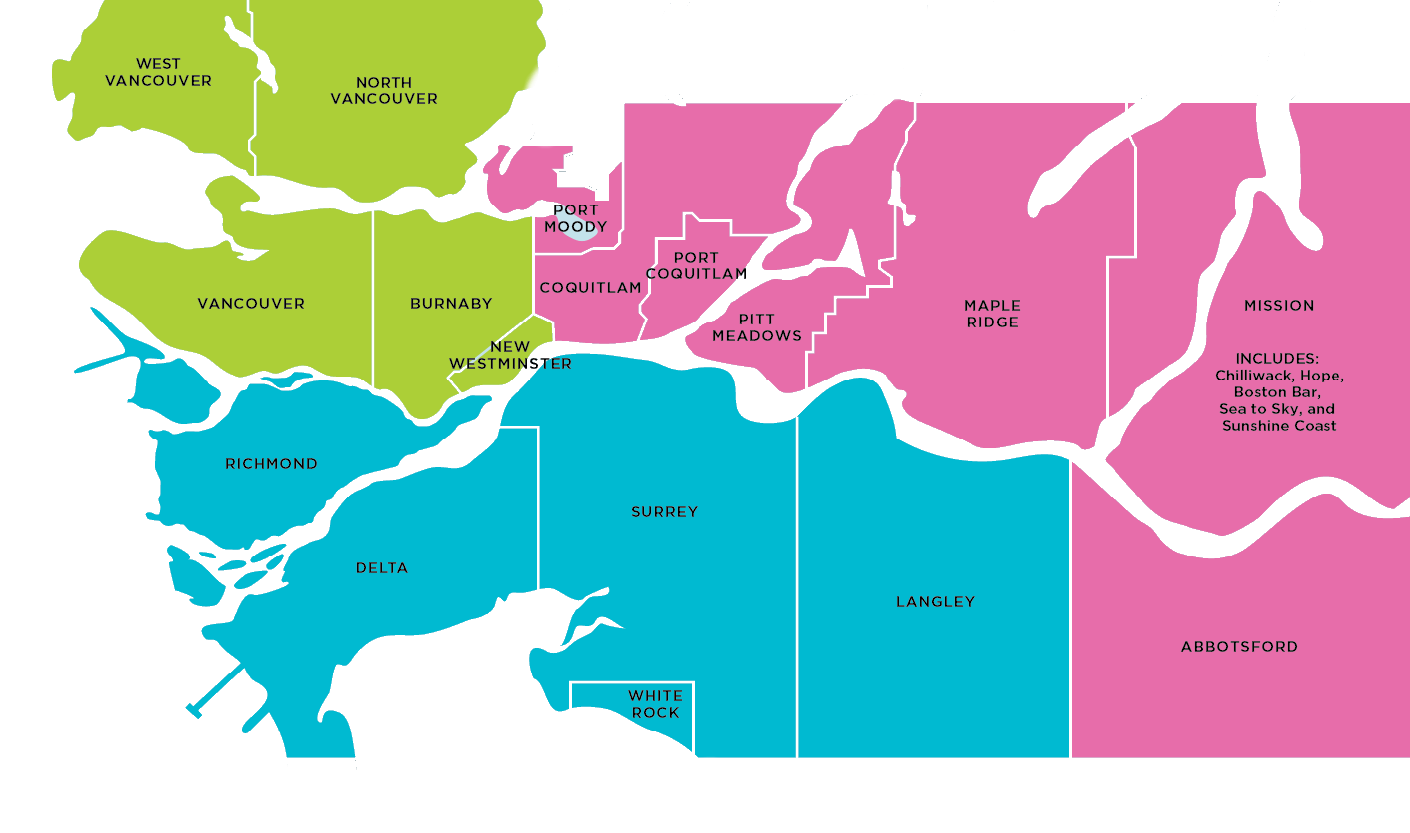 WEST
VANCOUVER
NORTH
VANCOUVER
PORT
MOODY
PORT
COQUITLAM
COQUITLAM
VANCOUVER
BURNABY
PITT
MEADOWS
MAPLE
RIDGE
MISSION
NEW
WESTMINSTER
INCLUDES:
Chilliwack, Hope,
Boston Bar,
Sea to Sky, and
Sunshine Coast
RICHMOND
SURREY
DELTA
LANGLEY
ABBOTSFORD
WHITE
ROCK